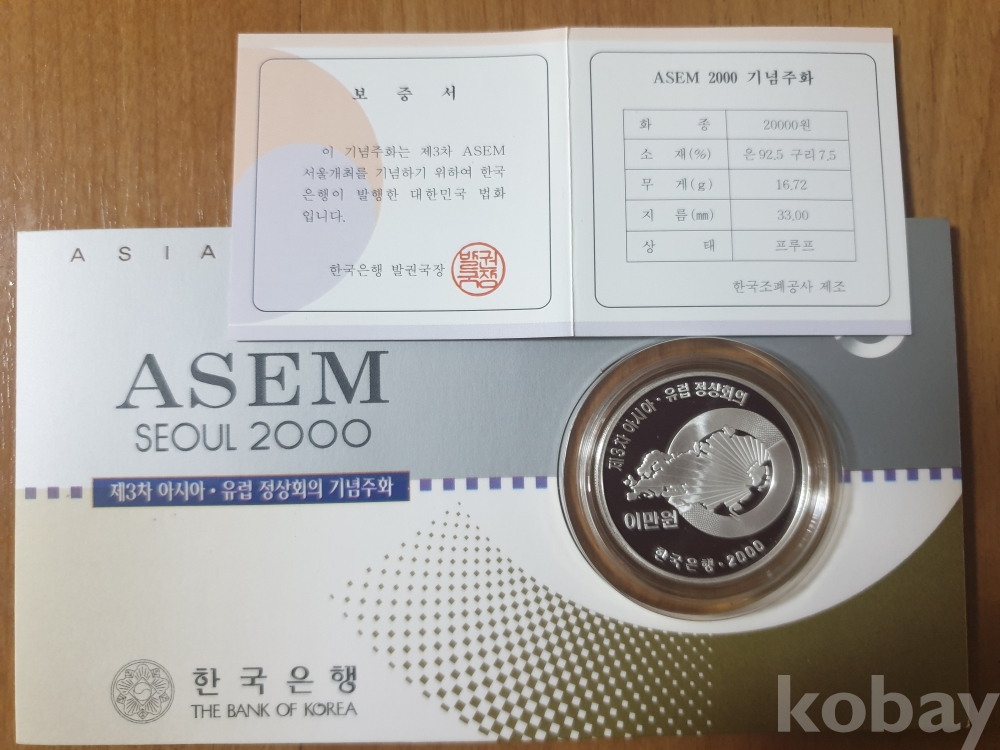 보 증 서
이 기념주화는 제3차 ASEM
서울개최를 기념하기 위하여 한국
은행이 발행한 대한민국 법화
입니다.
한국은행 발권국장
발권
국장
ASEM 2000 기념주화
화 종 20000원
소 재(%) 은92.5 구리7.5
무 게(g) 16.72
지 름(㎜) 33.00
상 태 프루프
한국조폐공사 제조
ASIA
ASEM
SEOUL 2000
제3차 아시아·유럽 정상회의 기념주화
제3차 아시아·유럽 정상회의
이만원
한국은행·2000
한국은행
THE BANK OF KOREA
kobay